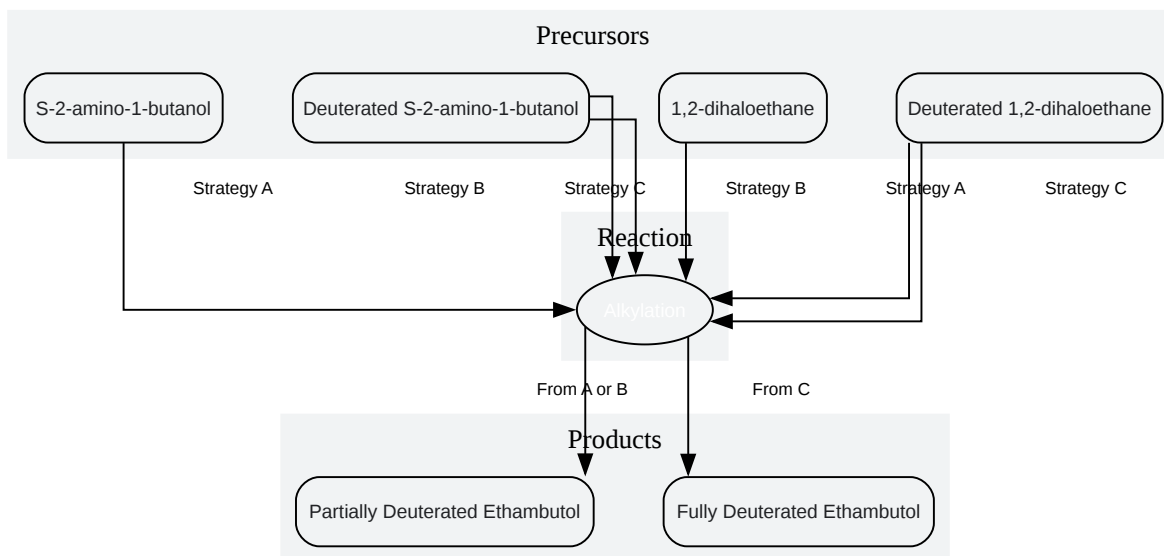 Precursors
S-2-amino-1-butanol
Deuterated S-2-amino-1-butanol
1,2-dihaloethane
Deuterated 1,2-dihaloethane
Strategy A
Strategy B
Strategy C
Strategy B
Strategy A
Strategy C
Reaction
Alkylation
From A or B
From C
Products
Partially Deuterated Ethambutol
Fully Deuterated Ethambutol